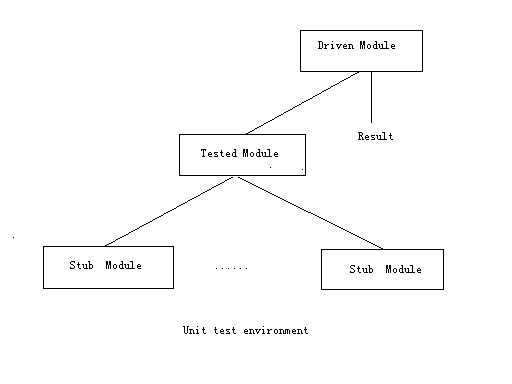 Driven Module
Result
Tested Module
Stub Module
......
Stub Module
Unit test environment